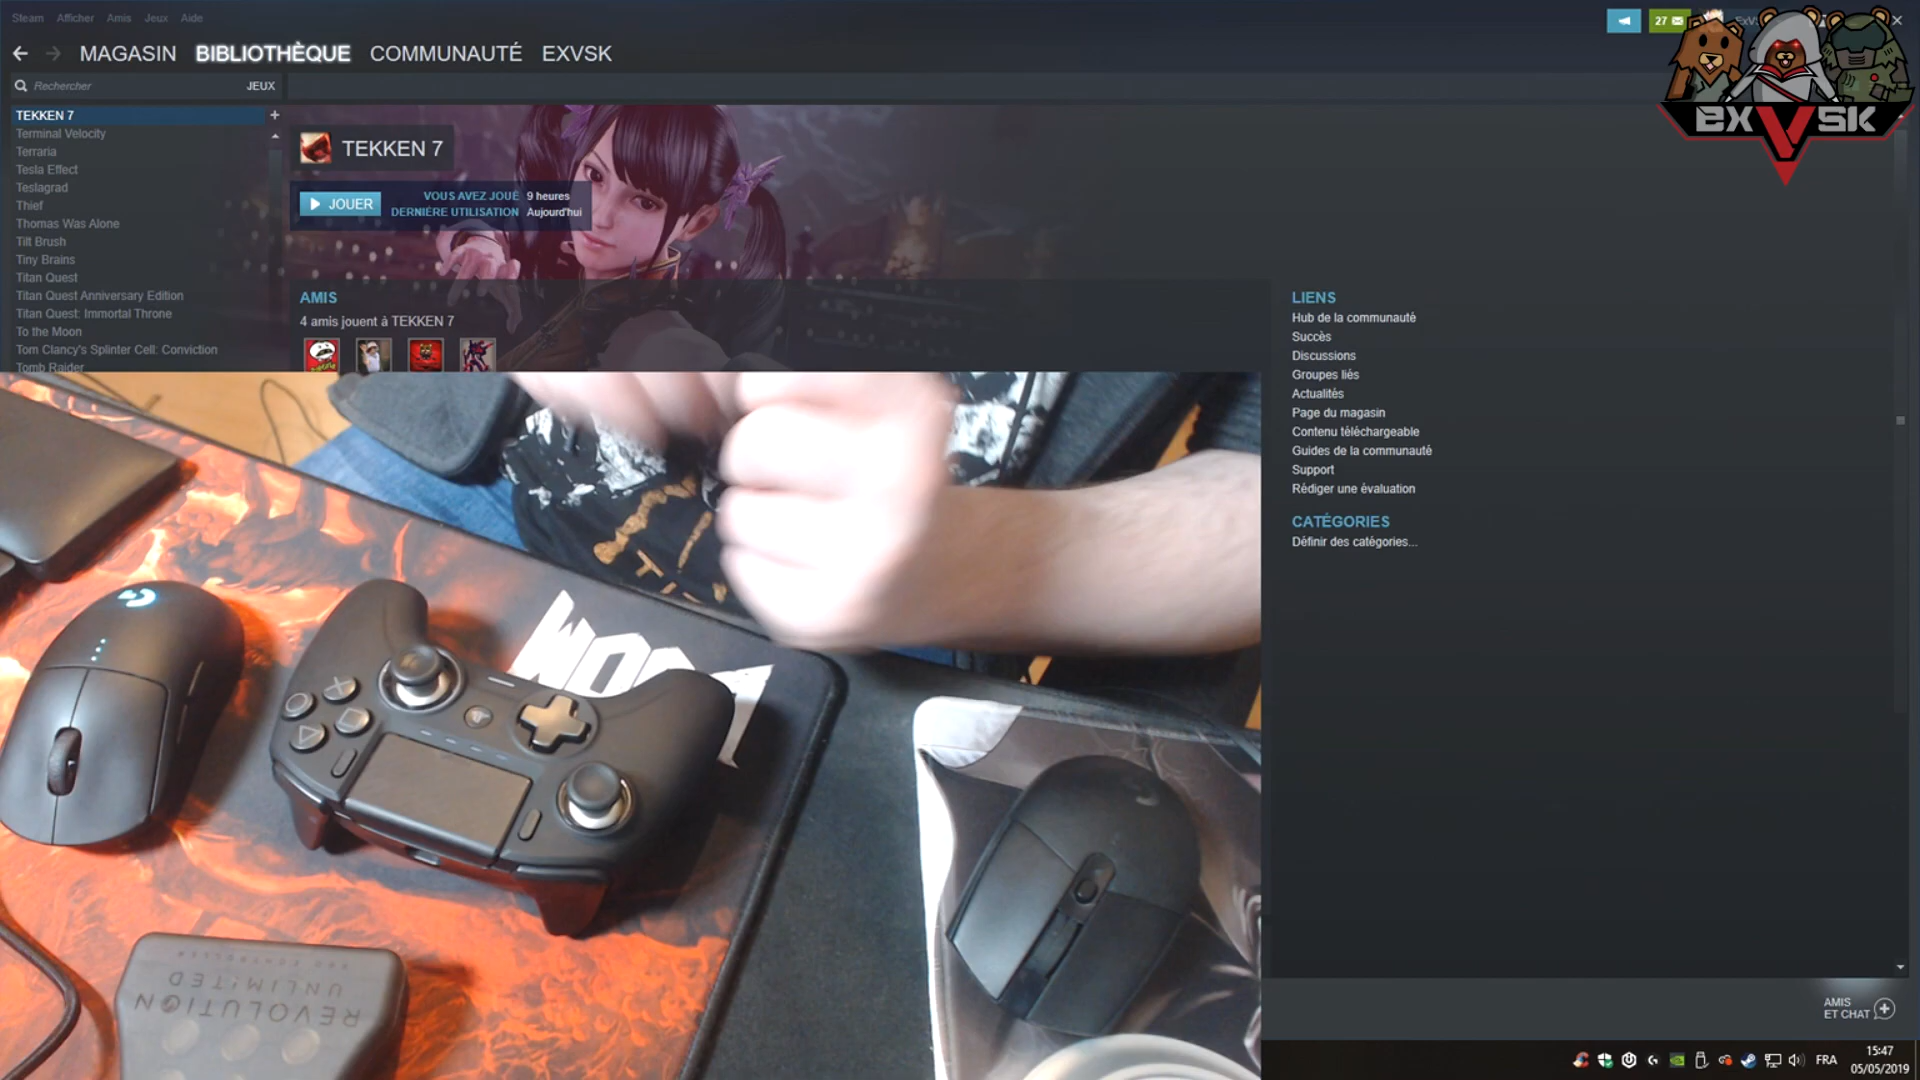 Steam Afficher Amis Jeux Aide
27
MAGASIN BIBLIOTHÈQUE COMMUNAUTÉ EXVSK
Rechercher JEUX
EXVSK
TEKKEN 7
Terminal Velocity
Terraria
Tesla Effect
Teslagrad
Thief
Thomas Was Alone
Tilt Brush
Tiny Brains
Titan Quest
Titan Quest Anniversary Edition
Titan Quest: Immortal Throne
To the Moon
Tom Clancy's Splinter Cell: Conviction
Tomb Raider
TEKKEN 7
JOUER
VOUS AVEZ JOUÉ 9 heures
DERNIÈRE UTILISATION Aujourd'hui
AMIS
4 amis jouent à TEKKEN 7
LIENS
Hub de la communauté
Succès
Discussions
Groupes liés
Actualités
Page du magasin
Contenu téléchargeable
Guides de la communauté
Support
Rédiger une évaluation
CATÉGORIES
Définir des catégories...
REVOLUTION
UNLIMITED
PRO CONTROLLER
AMIS
ET CHAT
FRA
15:47
05/05/2019